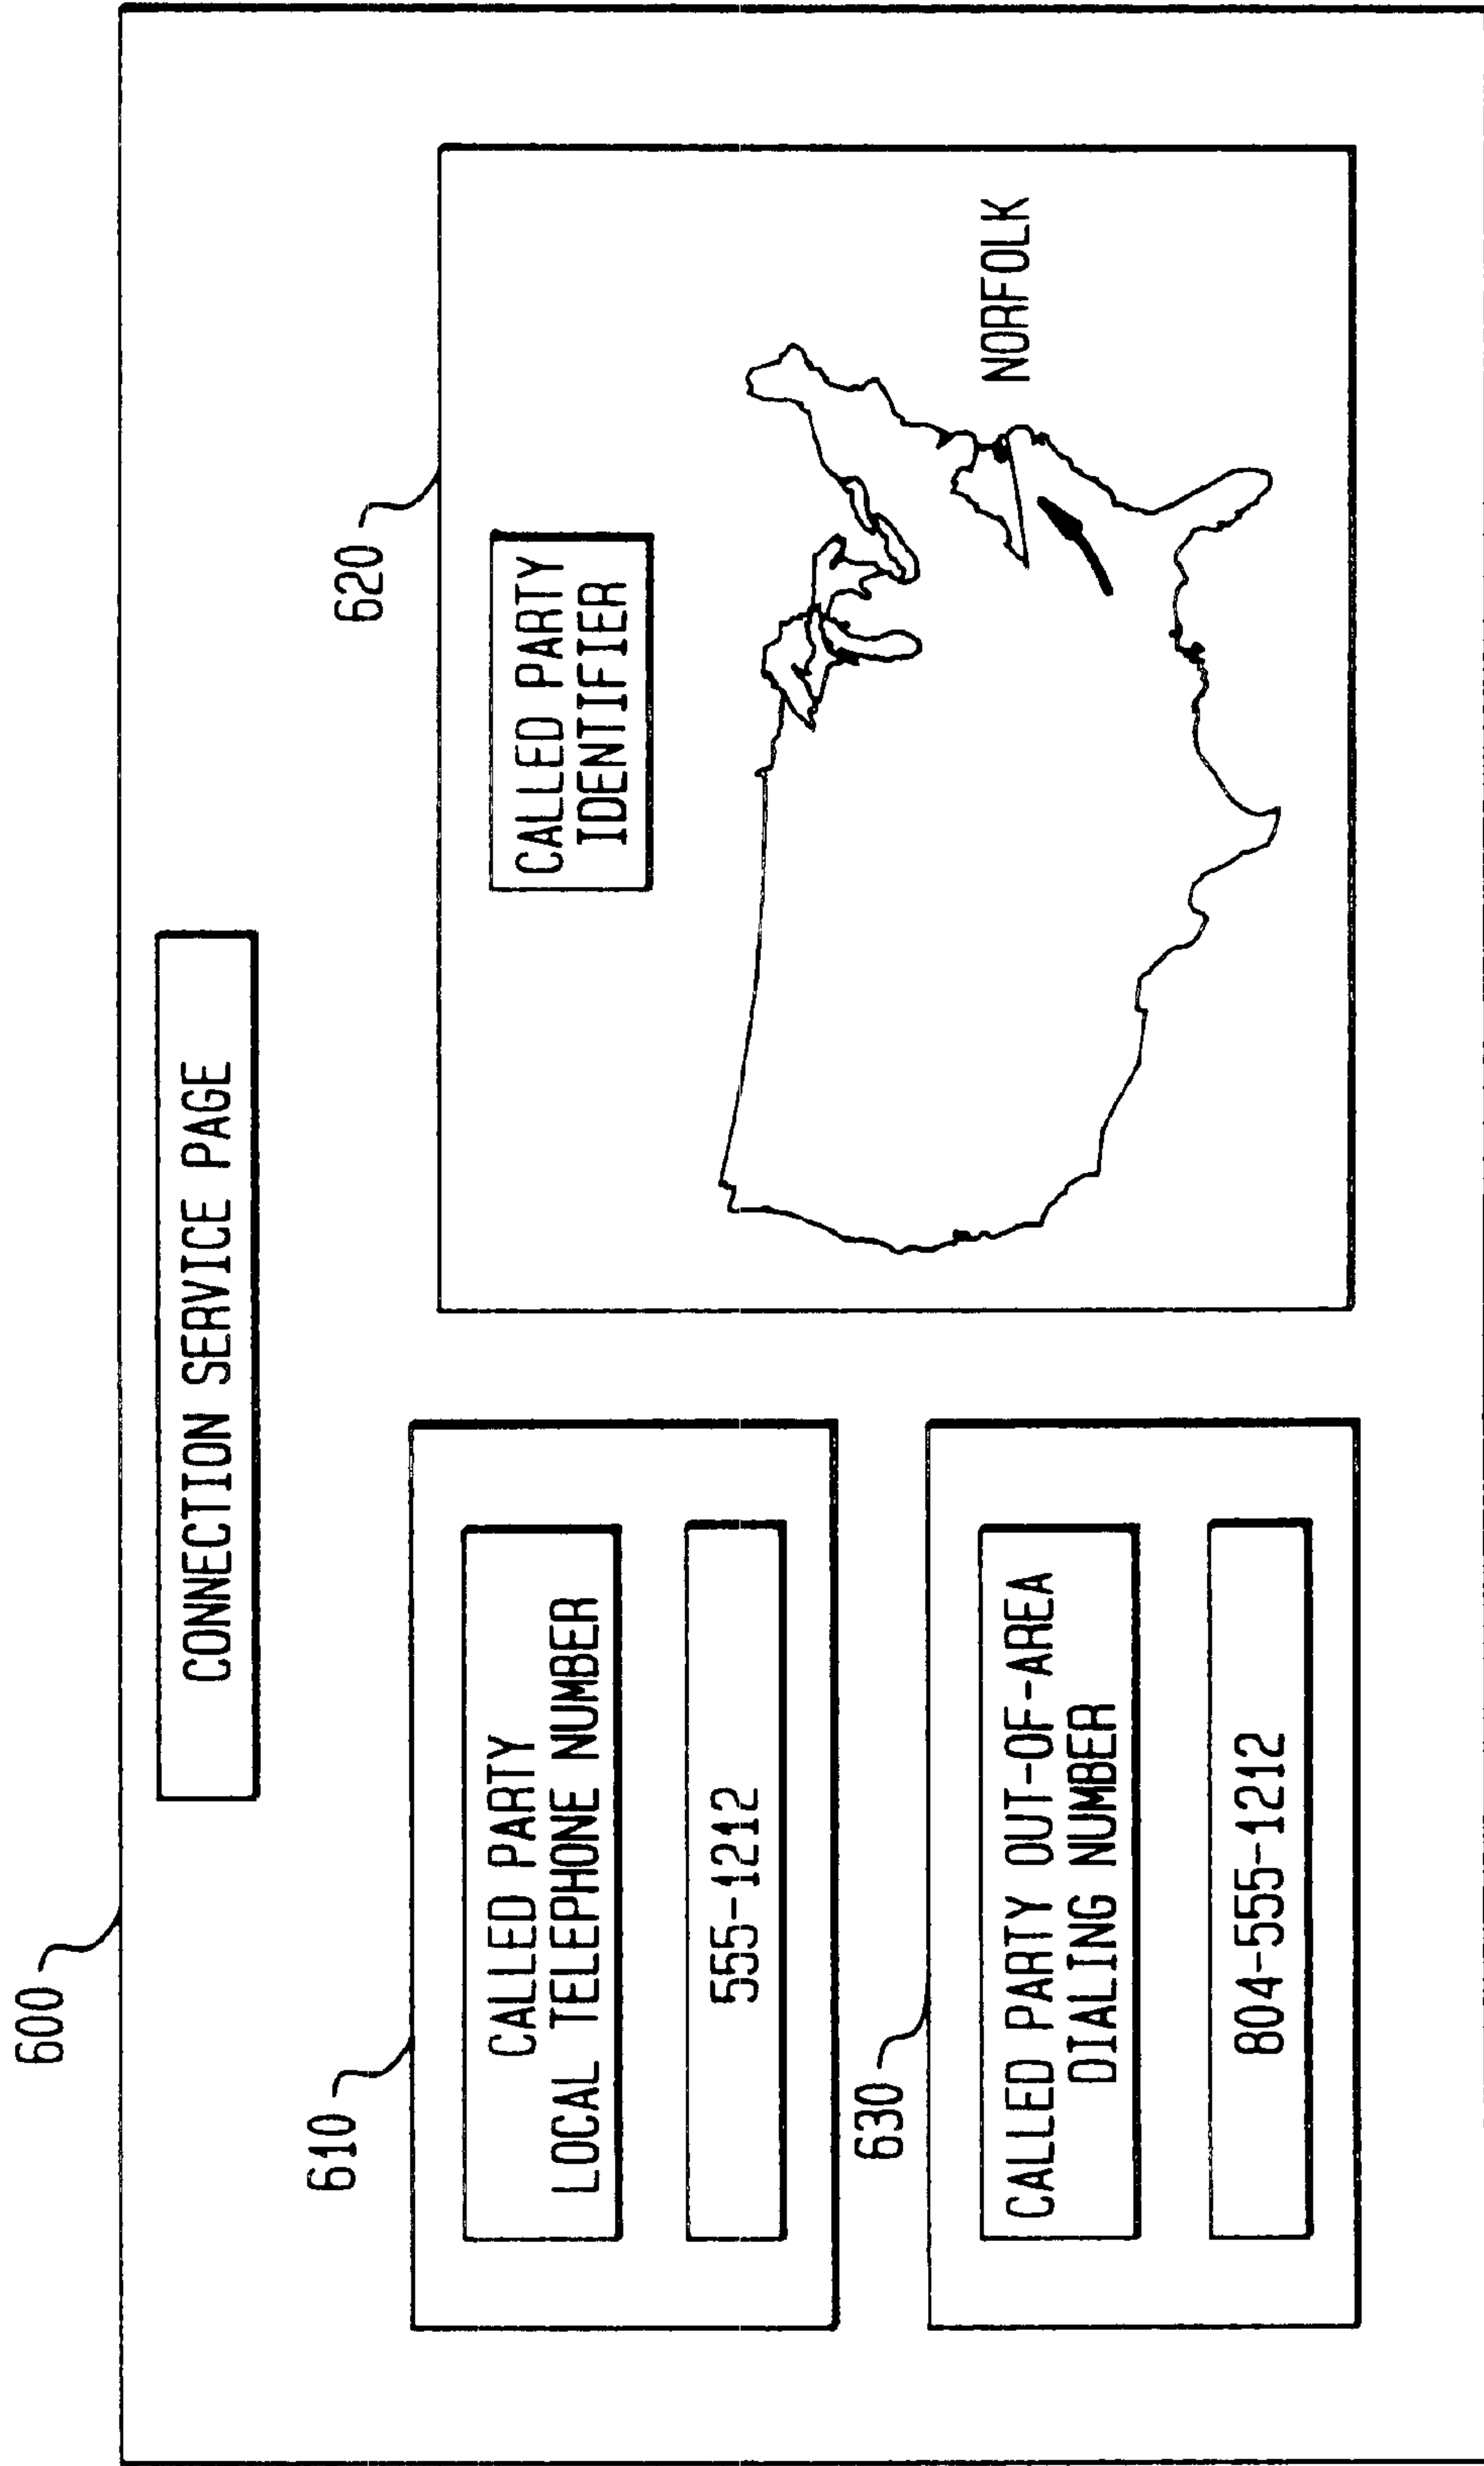 600
CONNECTION SERVICE PAGE
610
CALLED PARTY
LOCAL TELEPHONE NUMBER
555-1212
620
CALLED PARTY
IDENTIFIER
NORFOLK
630
CALLED PARTY OUT-OF-AREA
DIALING NUMBER
804-555-1212